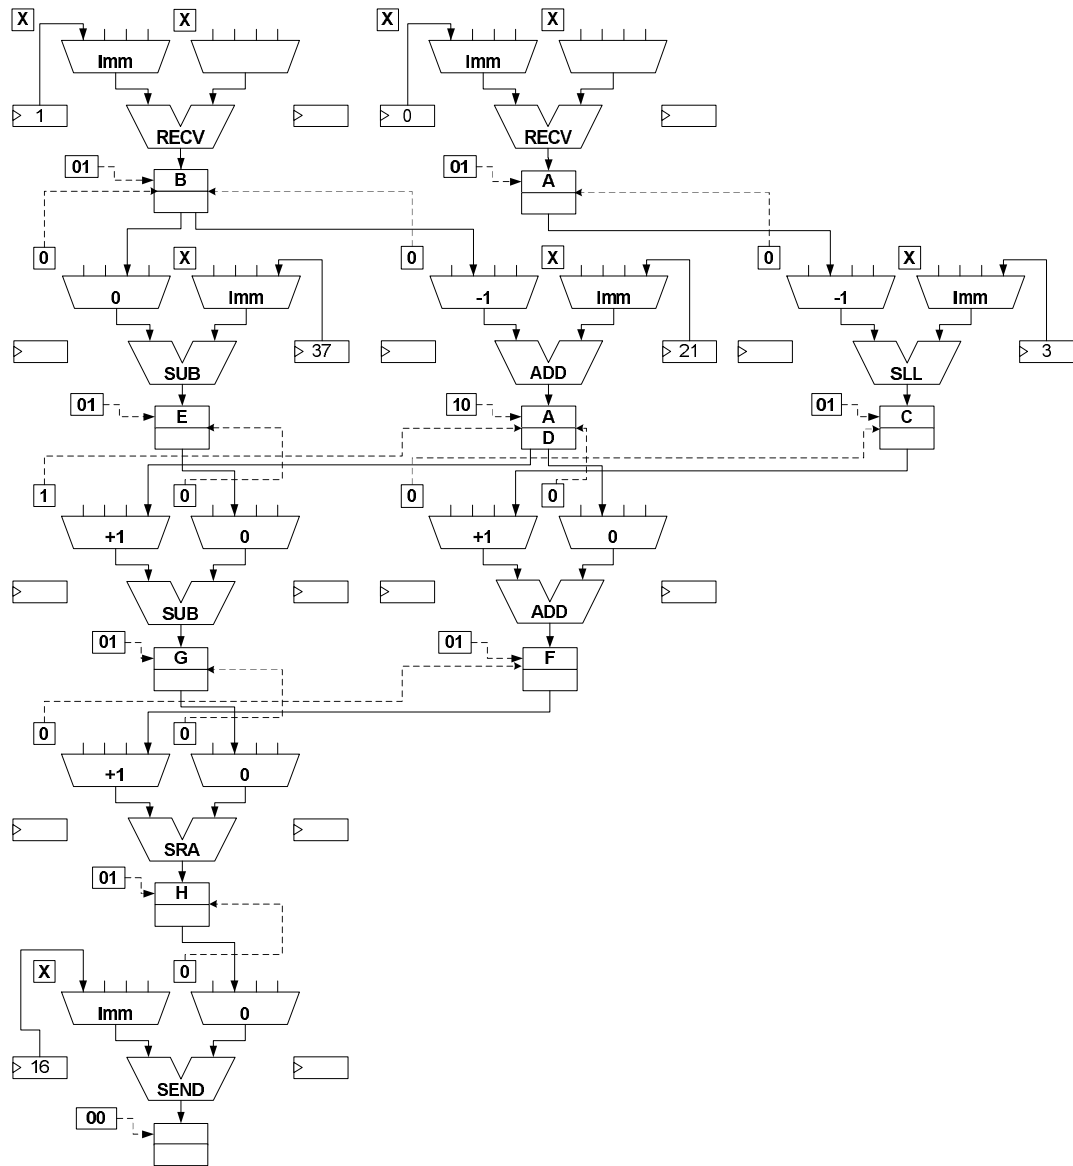 X X X X
Imm Imm
1 0
RECV RECV
01 B 01 A
0 X 0 X 0 X
0 Imm -1 Imm -1 Imm
37 21 3
SUB ADD SLL
01 E 10 A 01 C
D
1 0 0 0
+1 0 +1 0
SUB ADD
01 G 01 F
0 0
+1 0
SRA
01 H
X 0
Imm 0
16
SEND
00